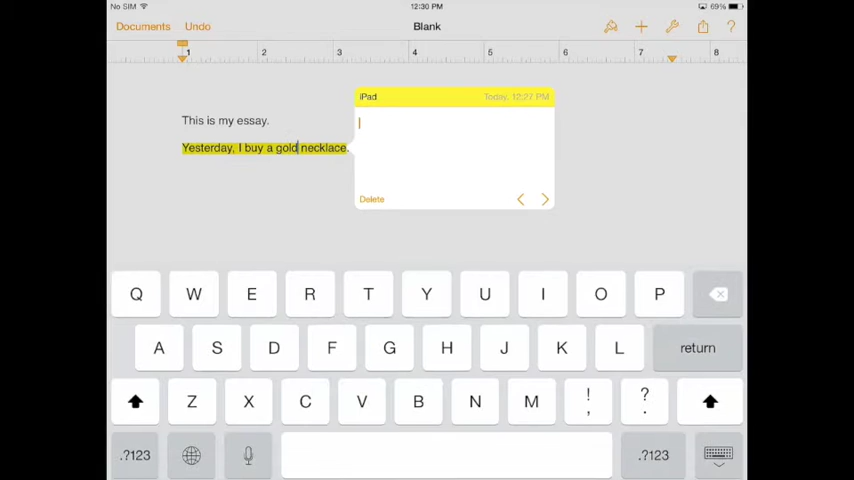 No SIM 12:30 PM 69%
Documents Undo Blank ?
1 2 3 4 5 6 7 8
iPad Today, 12:27 PM
This is my essay.
Yesterday, I buy a gold necklace.
Delete
Q W E R T Y U I O P
A S D F G H J K L return
Z X C V B N M ! , ? .
.?123 .?123